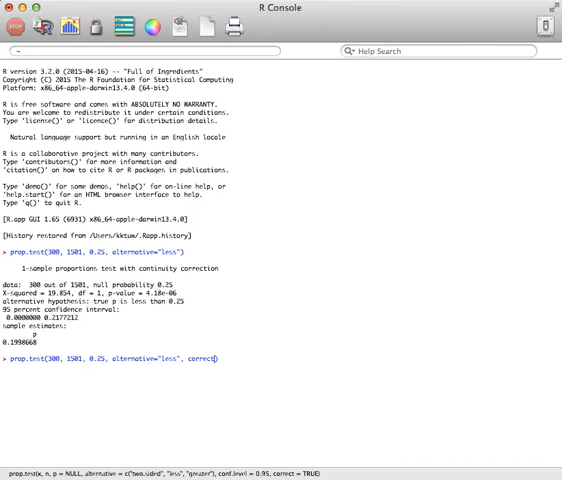 R Console
STOP
~
Help Search
R version 3.2.0 (2015-04-16) -- "Full of Ingredients"
Copyright (C) 2015 The R Foundation for Statistical Computing
Platform: x86_64-apple-darwin13.4.0 (64-bit)
R is free software and comes with ABSOLUTELY NO WARRANTY.
You are welcome to redistribute it under certain conditions.
Type 'license()' or 'licence()' for distribution details.
Natural language support but running in an English locale
R is a collaborative project with many contributors.
Type 'contributors()' for more information and
'citation()' on how to cite R or R packages in publications.
Type 'demo()' for some demos, 'help()' for on-line help, or
'help.start()' for an HTML browser interface to help.
Type 'q()' to quit R.
[R.app GUI 1.65 (6931) x86_64-apple-darwin13.4.0]
[History restored from /Users/kktuw/.Rapp.history]
> prop.test(300, 1501, 0.25, alternative="less")
1-sample proportions test with continuity correction
data: 300 out of 1501, null probability 0.25
X-squared = 19.854, df = 1, p-value = 4.18e-06
alternative hypothesis: true p is less than 0.25
95 percent confidence interval:
0.0000000 0.2177212
sample estimates:
p
0.1998668
> prop.test(300, 1501, 0.25, alternative="less", correct)
prop.test(x, n, p = NULL, alternative = c("two.sided", "less", "greater"), conf.level = 0.95, correct = TRUE)